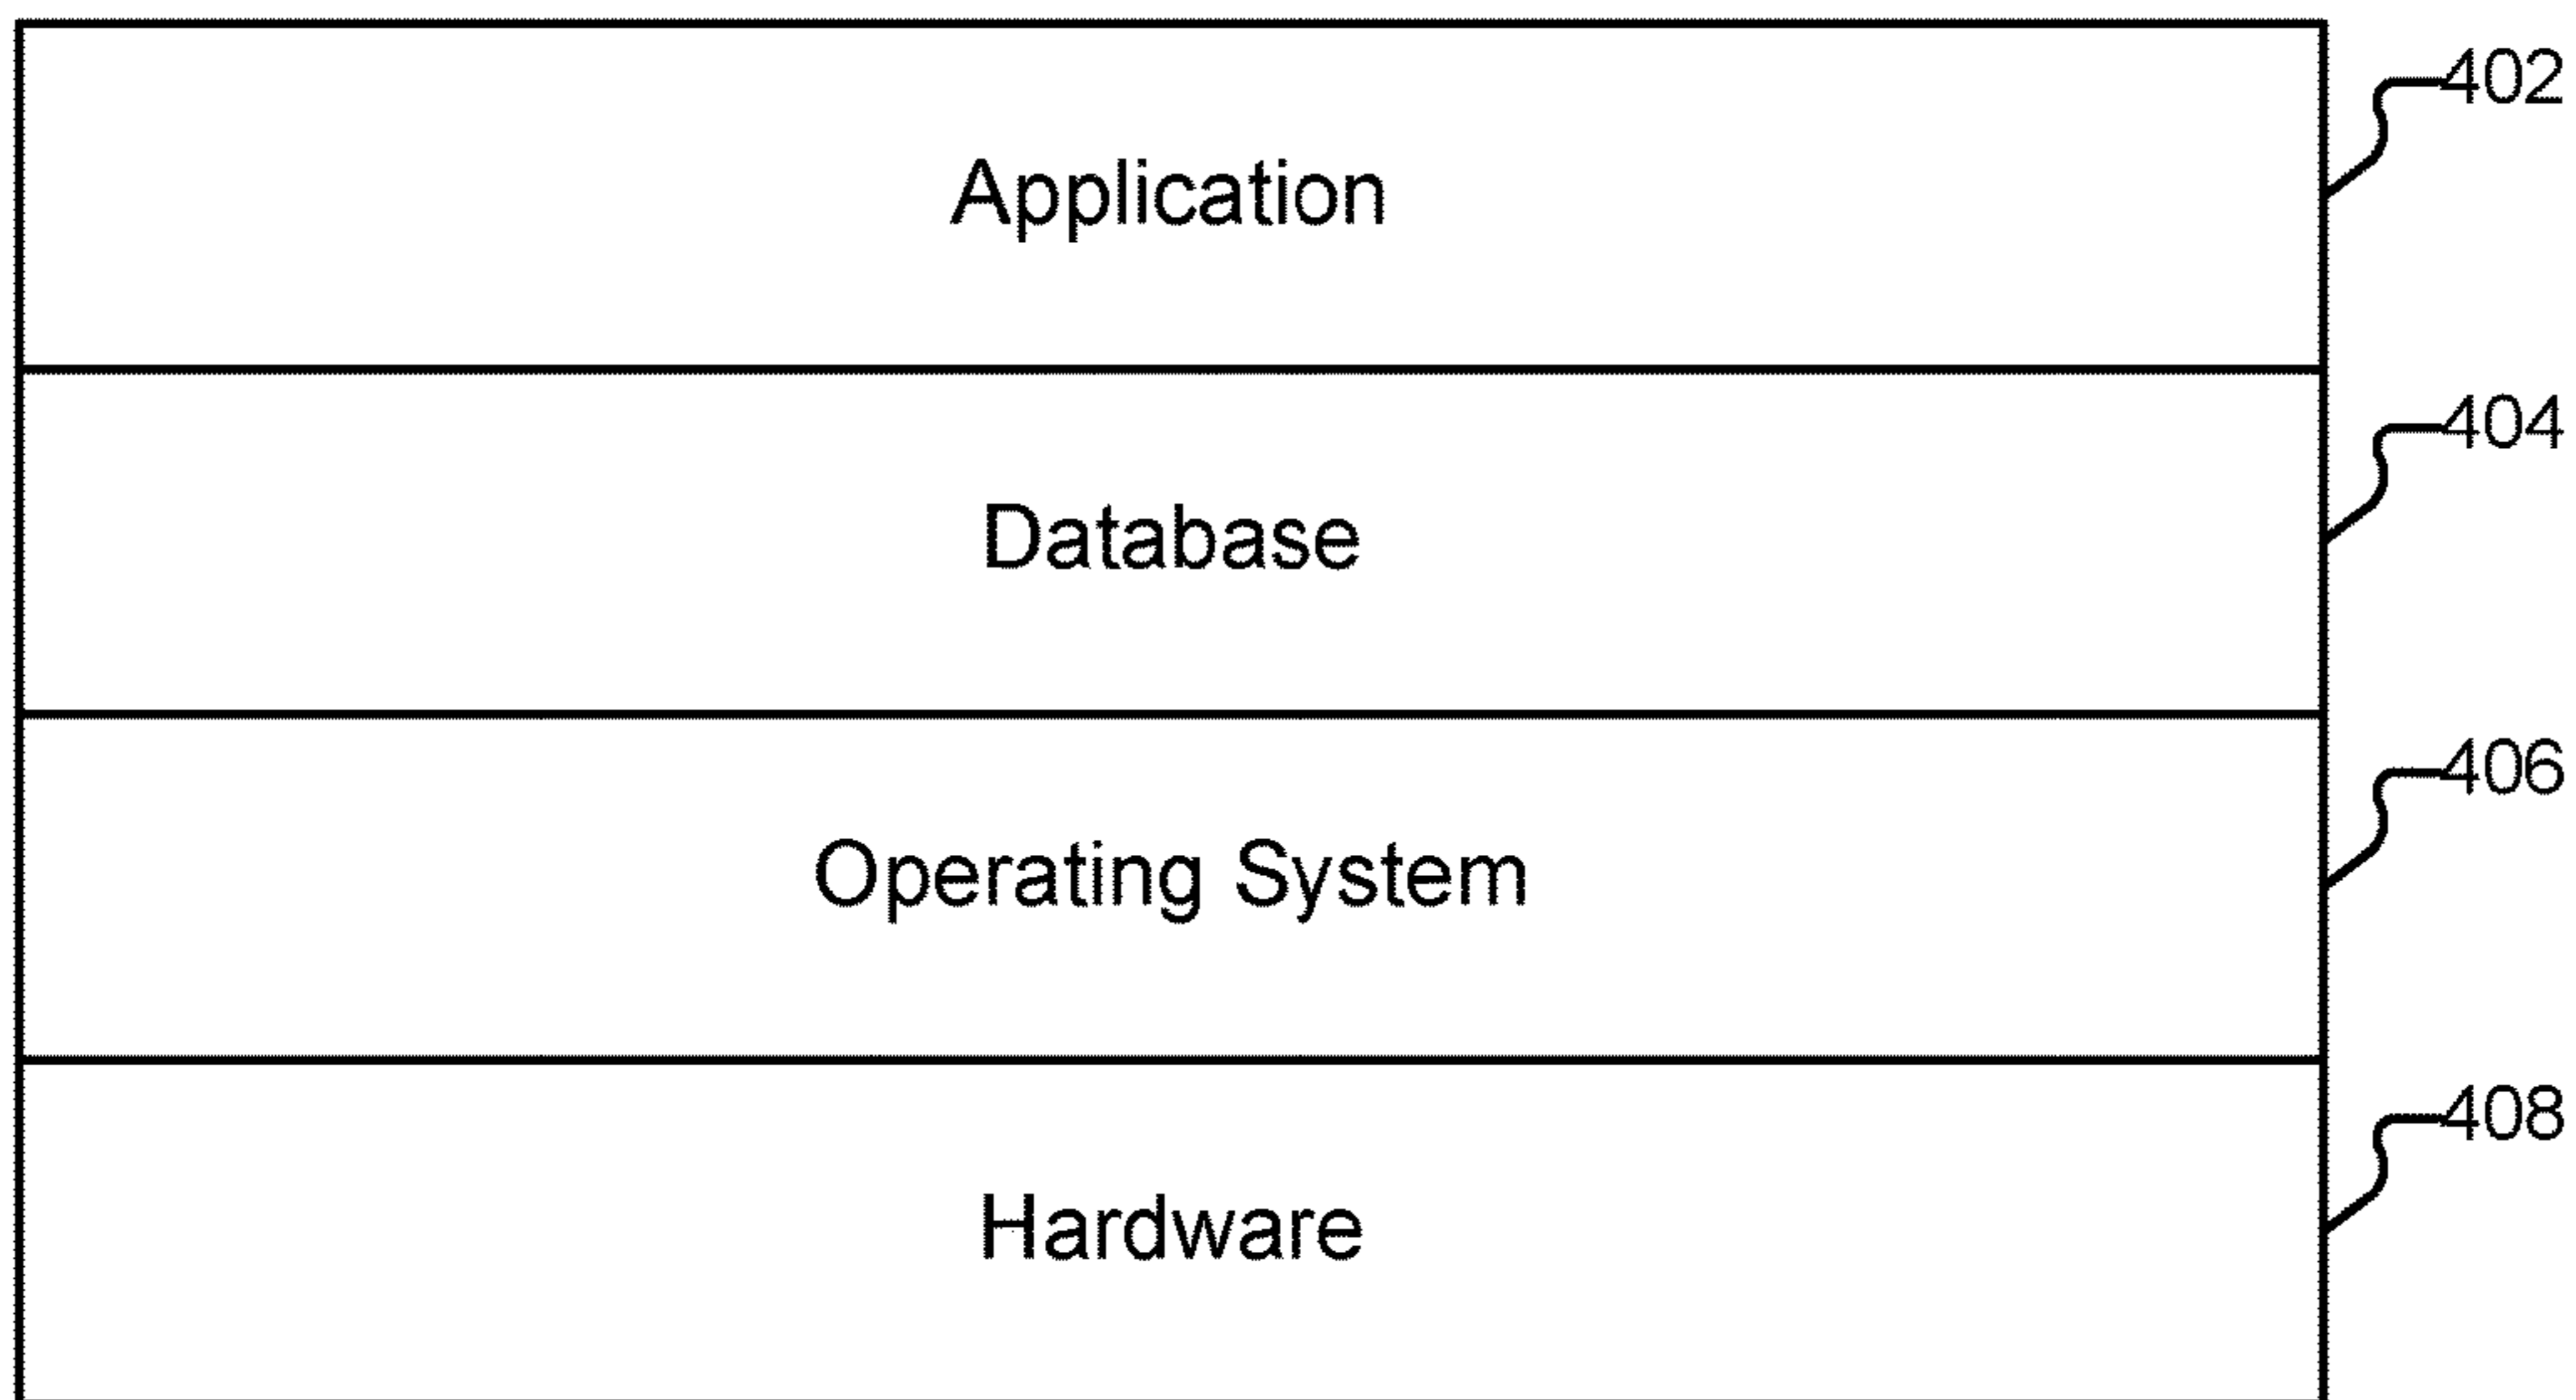 402
Application
404
Database
406
Operating System
408
Hardware